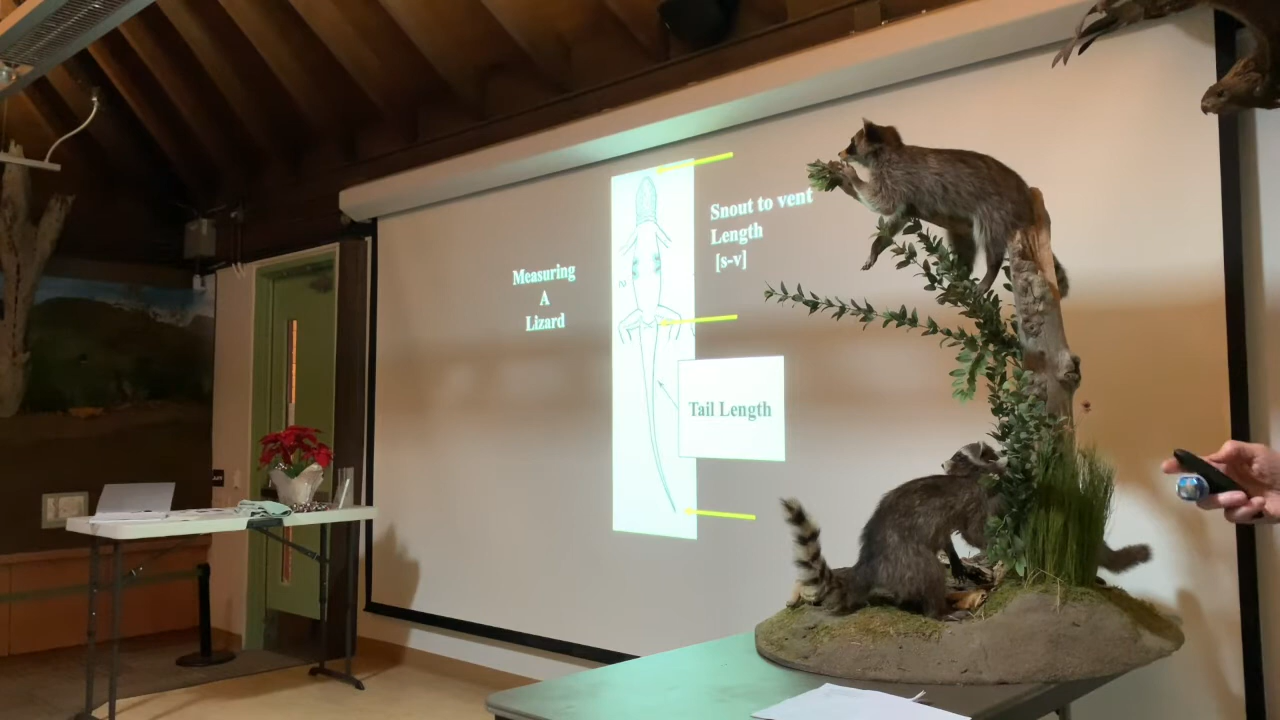 Measuring
A
Lizard
Snout to vent
Length
[s-v]
Tail Length